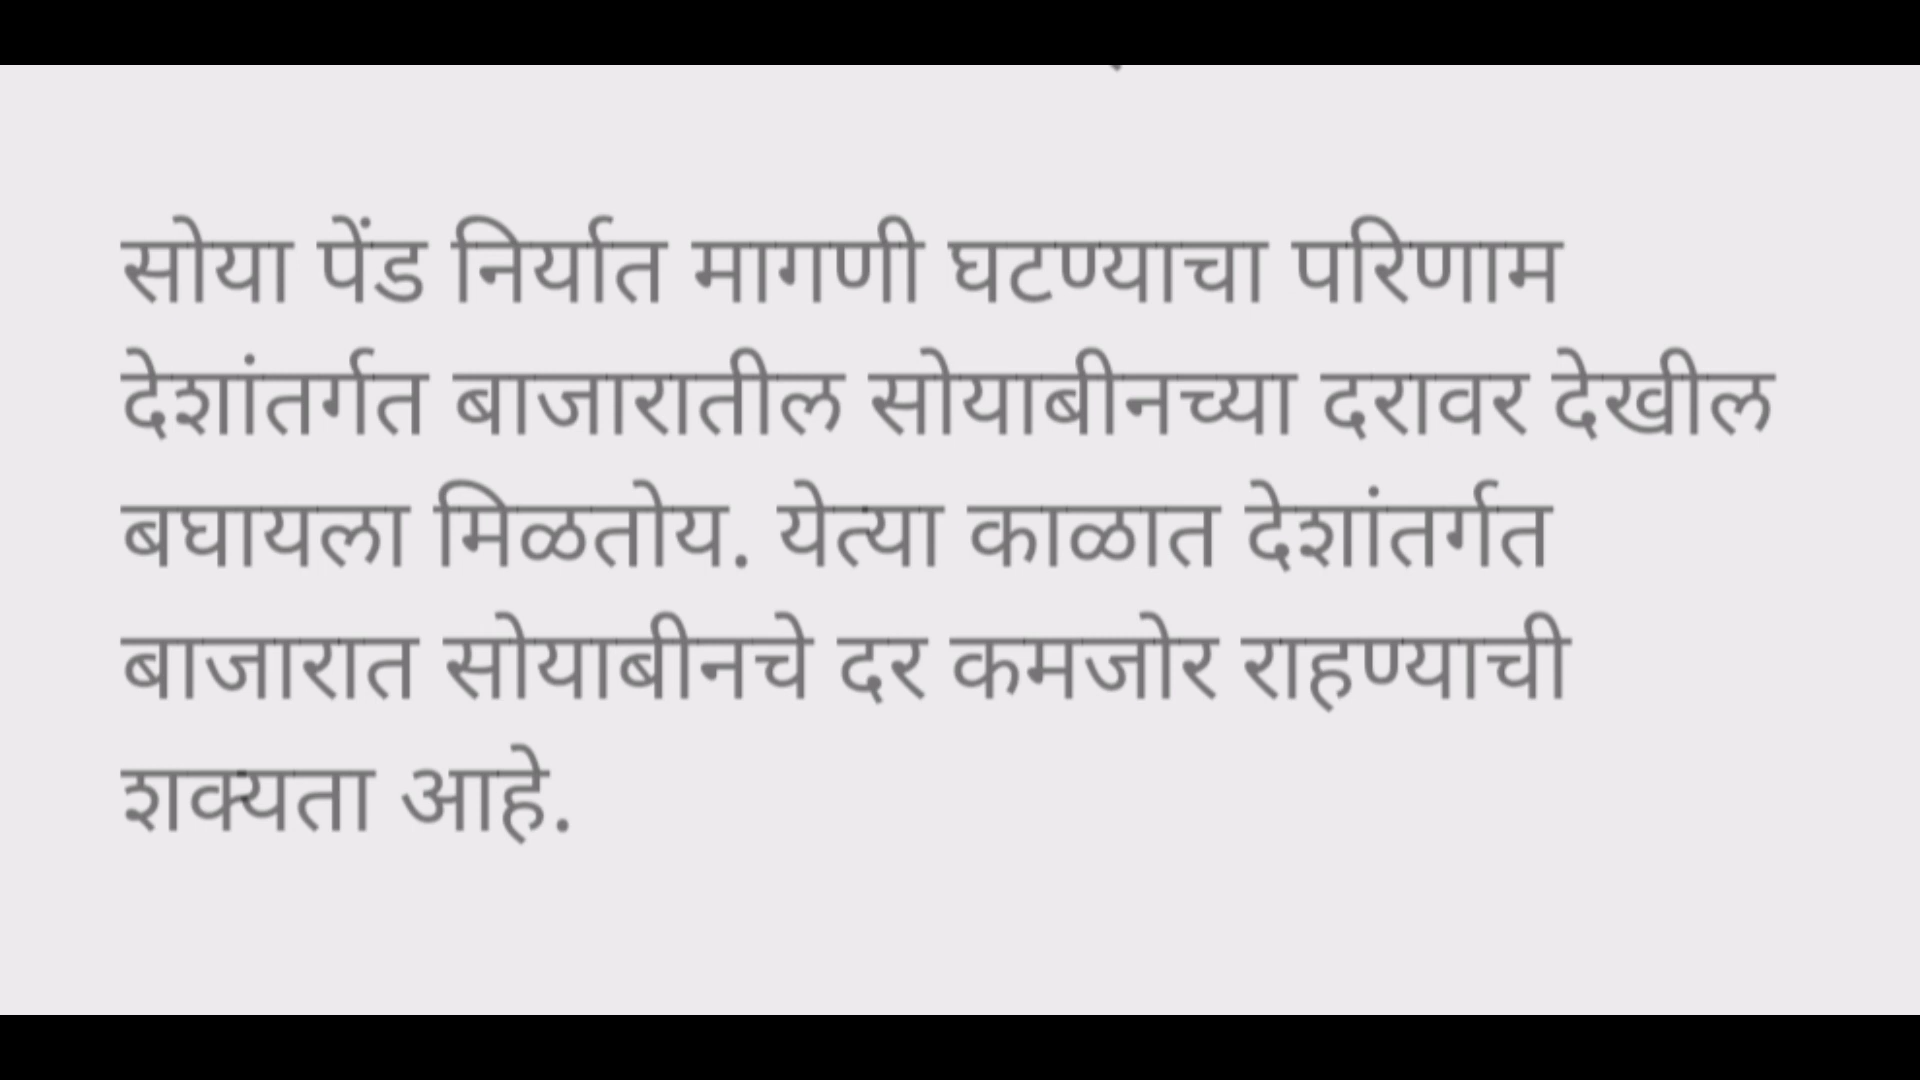 सोया पेंड निर्यात मागणी घटण्याचा परिणाम
देशांतर्गत बाजारातील सोयाबीनच्या दरावर देखील
बघायला मिळतोय. येत्या काळात देशांतर्गत
बाजारात सोयाबीनचे दर कमजोर राहण्याची
शक्यता आहे.